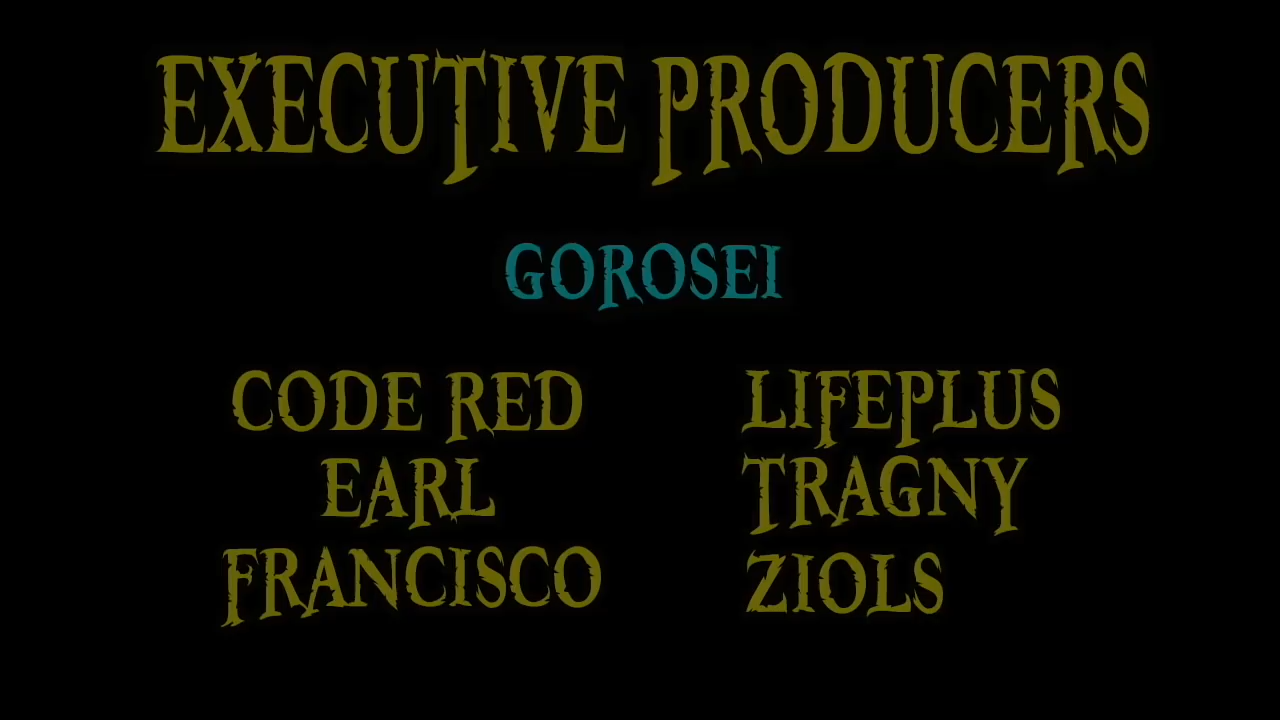 EXECUTIVE PRODUCERS
GOROSEI
CODE RED
EARL
FRANCISCO
LIFEPLUS
TRAGNY
ZIOLS